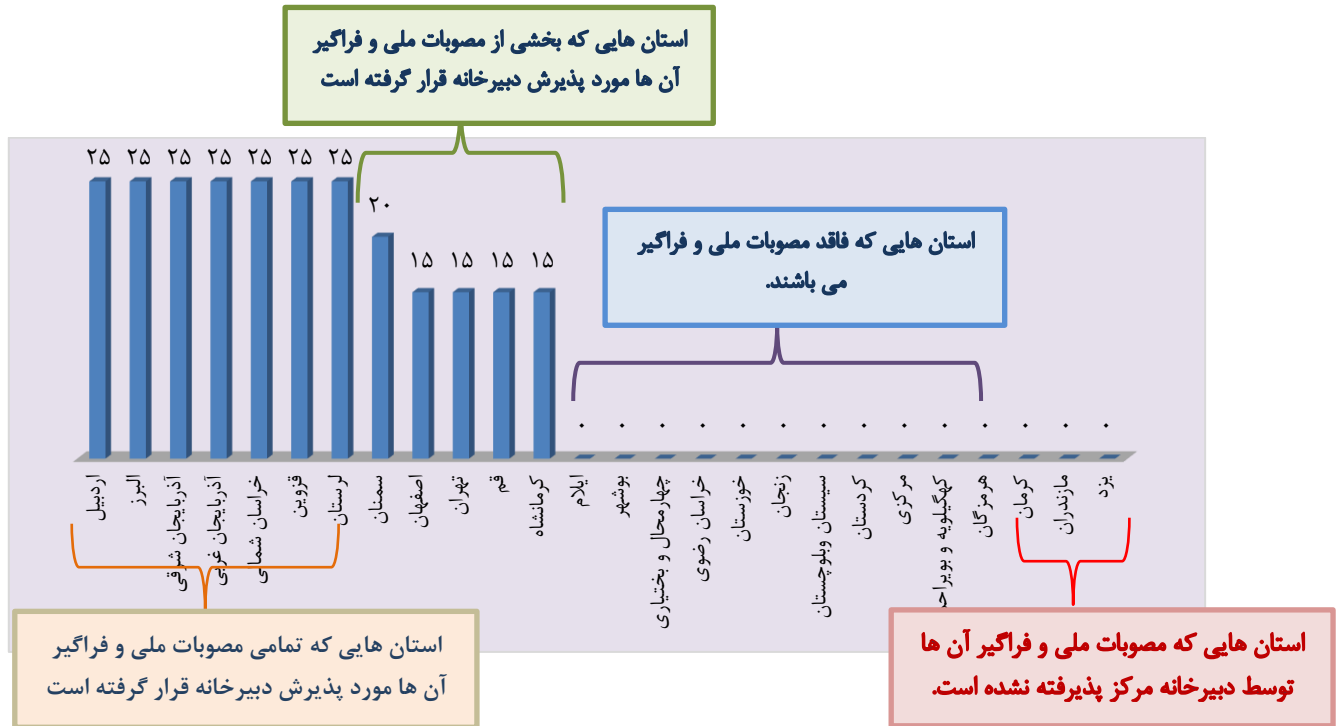 استان هایی که بخشی از مصوبات ملی و فراگیر
آن ها مورد پذیرش دبیرخانه قرار گرفته است
۲۵ ۲۵ ۲۵ ۲۵ ۲۵ ۲۵ ۲۵
۲۰
۱۵ ۱۵ ۱۵ ۱۵
استان هایی که فاقد مصوبات ملی و فراگیر
می باشند.
۰ ۰ ۰ ۰ ۰ ۰ ۰ ۰ ۰ ۰ ۰ ۰ ۰ ۰
اردبیل
البرز
آذربایجان شرقی
آذربایجان غربی
خراسان شمالی
قزوین
لرستان
سمنان
اصفهان
تهران
قم
کرمانشاه
ایلام
بوشهر
چهارمحال و بختیاری
خراسان رضوی
خوزستان
زنجان
سیستان وبلوچستان
کردستان
مرکزی
کهگیلویه و بویراحمد
هرمزگان
کرمان
مازندران
یزد
استان هایی که تمامی مصوبات ملی و فراگیر
آن ها مورد پذیرش دبیرخانه قرار گرفته است
استان هایی که مصوبات ملی و فراگیر آن ها
توسط دبیرخانه مرکز پذیرفته نشده است.